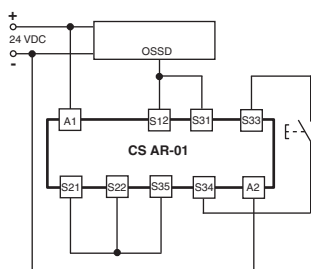 +
24 VDC
-
OSSD
A1 S12 S31 S33
CS AR-01
S21 S22 S35 S34 A2